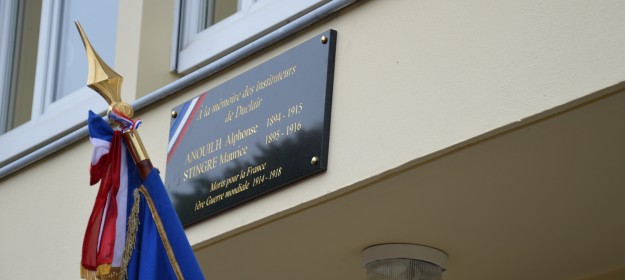 A la mémoire des instituteurs
de Duclair
ANOUILH Alphonse 1894 - 1915
STINGRE Maurice 1895 - 1916
Morts pour la France
1ère Guerre mondiale 1914 - 1918